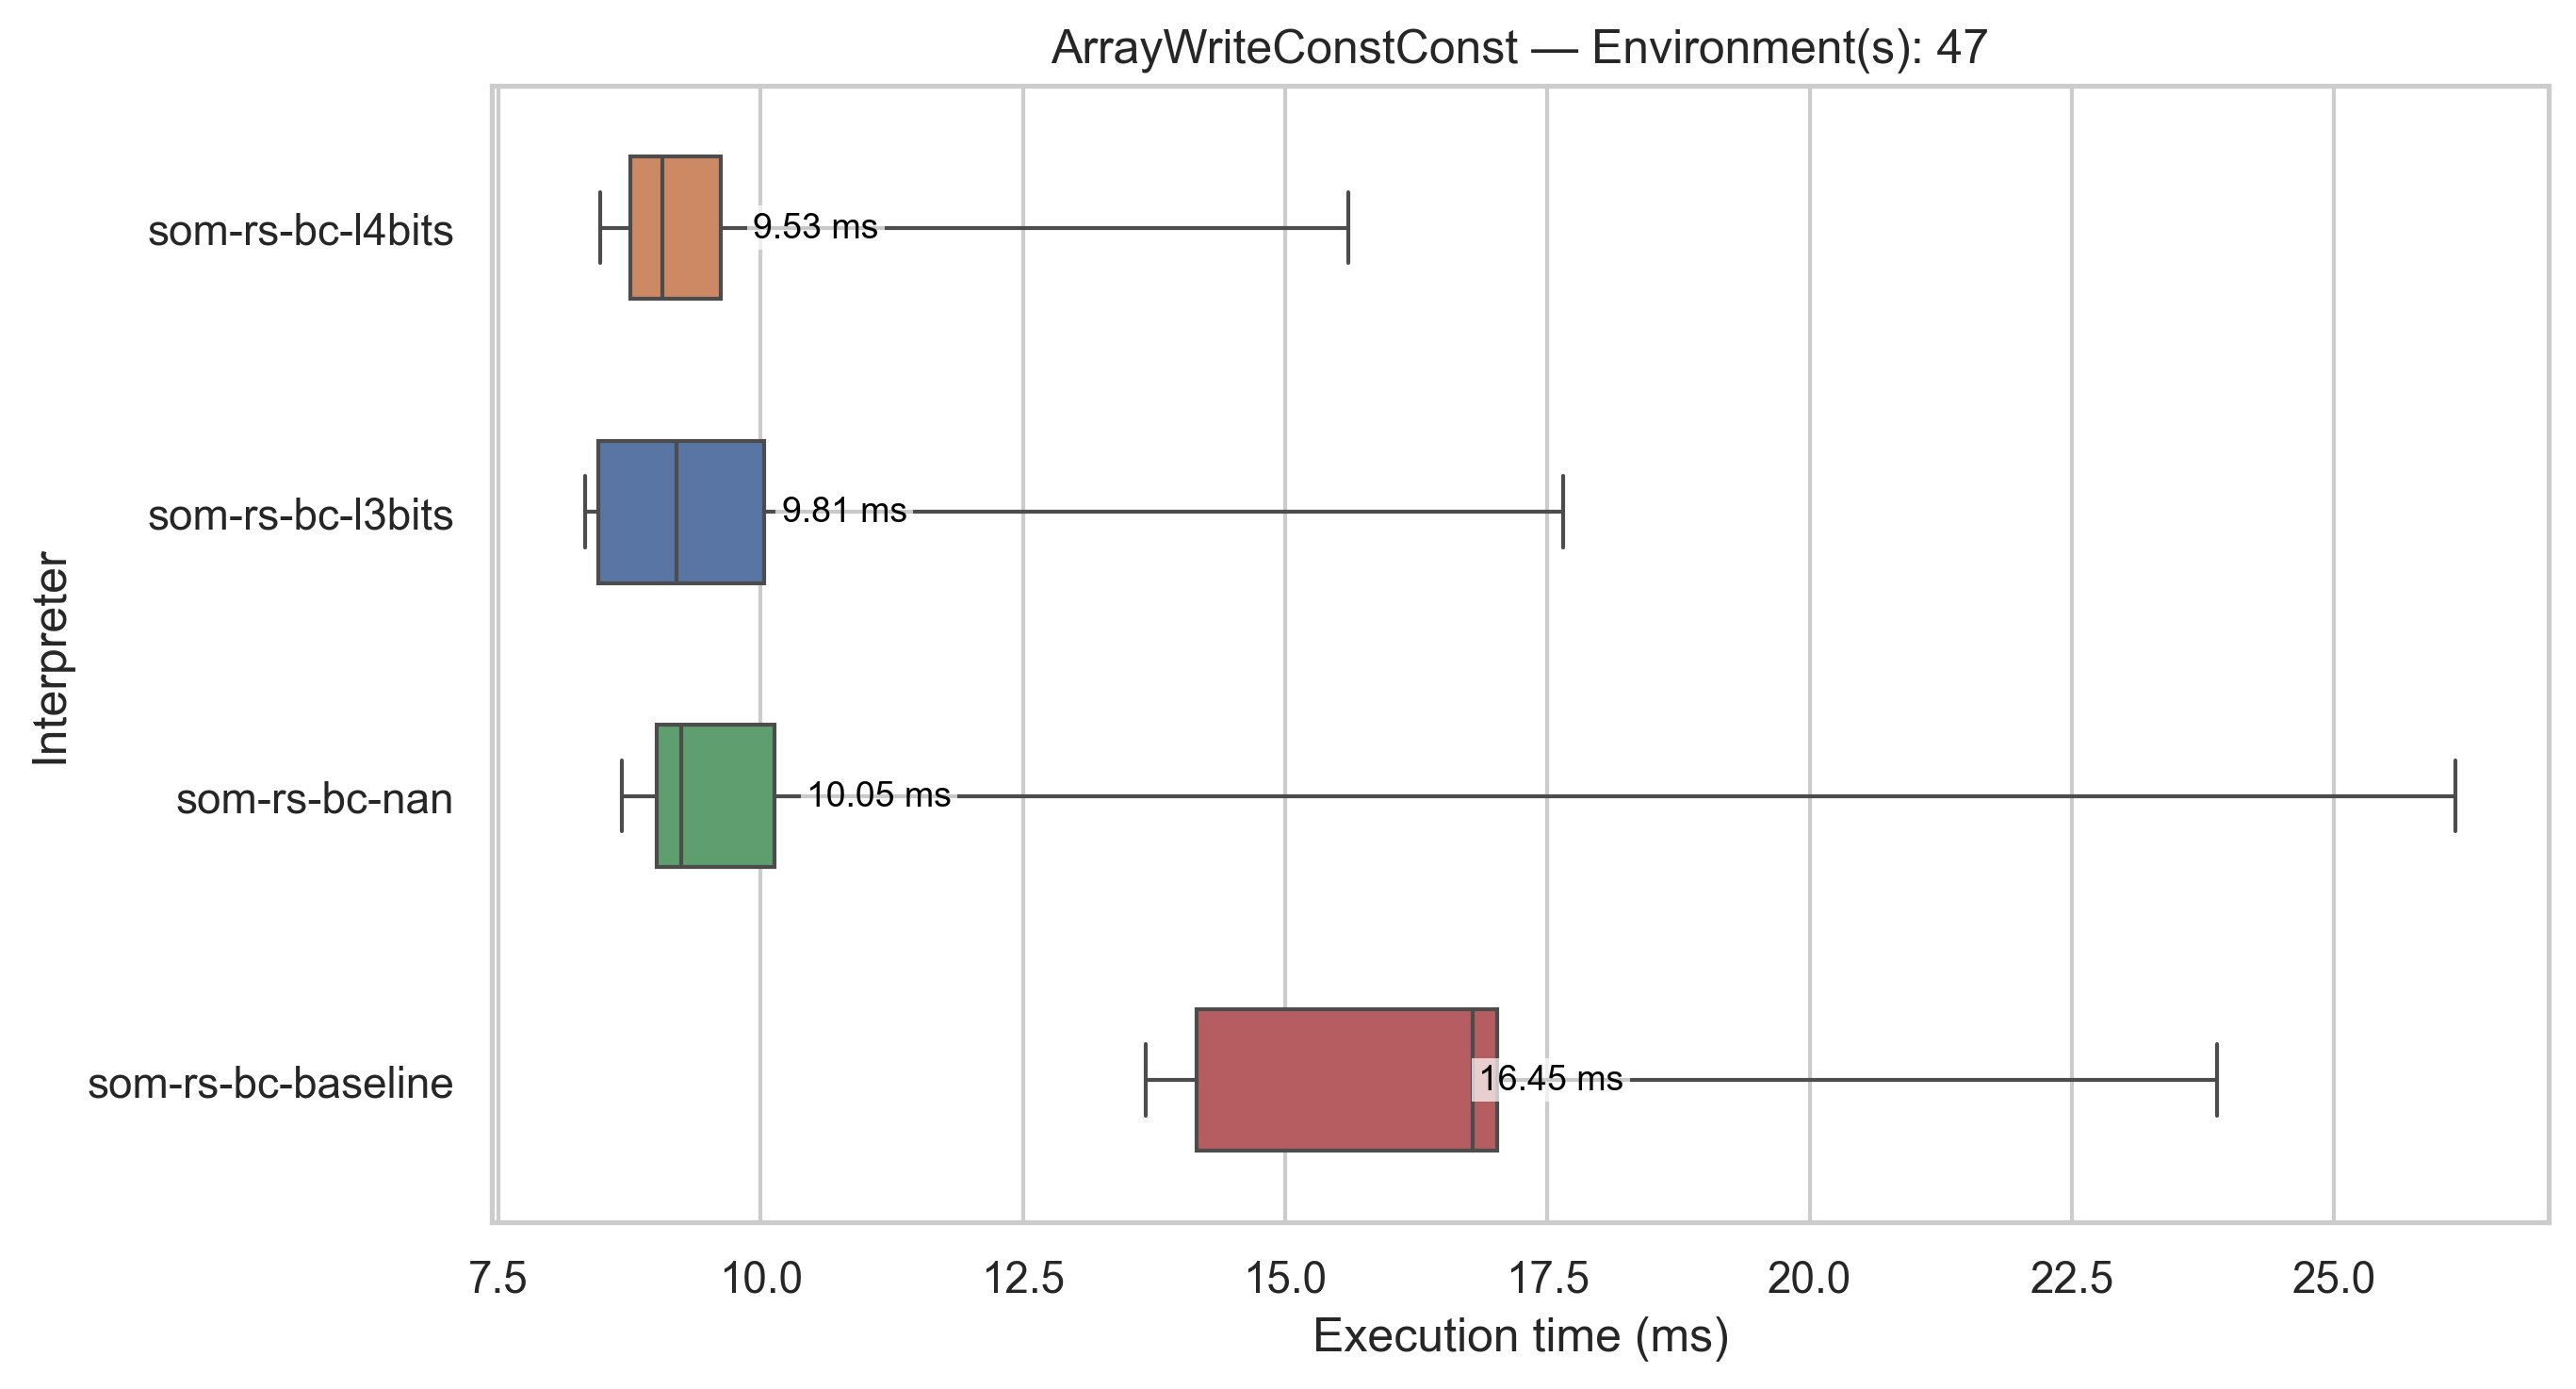 ArrayWriteConstConst — Environment(s): 47
som-rs-bc-l4bits
9.53 ms
som-rs-bc-l3bits
9.81 ms
som-rs-bc-nan
10.05 ms
som-rs-bc-baseline
16.45 ms
Interpreter
7.5 10.0 12.5 15.0 17.5 20.0 22.5 25.0
Execution time (ms)